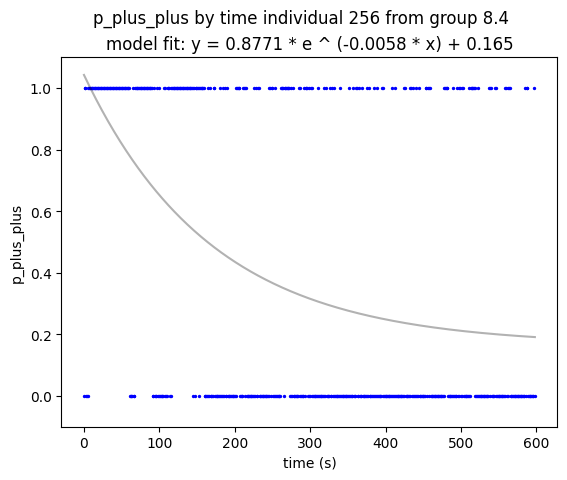 p_plus_plus by time individual 256 from group 8.4
model fit: y = 0.8771 * e ^ (-0.0058 * x) + 0.165
1.0
0.8
0.6
0.4
0.2
0.0
p_plus_plus
0 100 200 300 400 500 600
time (s)